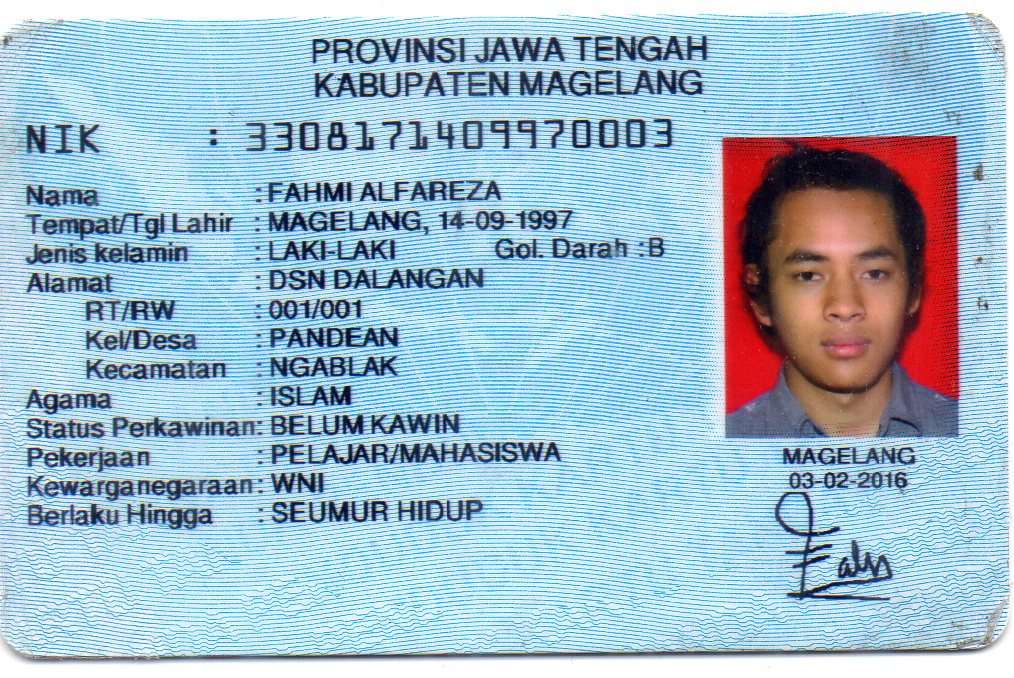 PROVINSI JAWA TENGAH
KABUPATEN MAGELANG
NIK : 3308171409970003
Nama : FAHMI ALFAREZA
Tempat/Tgl Lahir : MAGELANG, 14-09-1997
Jenis kelamin : LAKI-LAKI Gol. Darah : B
Alamat : DSN DALANGAN
RT/RW : 001/001
Kel/Desa : PANDEAN
Kecamatan : NGABLAK
Agama : ISLAM
Status Perkawinan: BELUM KAWIN
Pekerjaan : PELAJAR/MAHASISWA
Kewarganegaraan: WNI
Berlaku Hingga : SEUMUR HIDUP
MAGELANG
03-02-2016